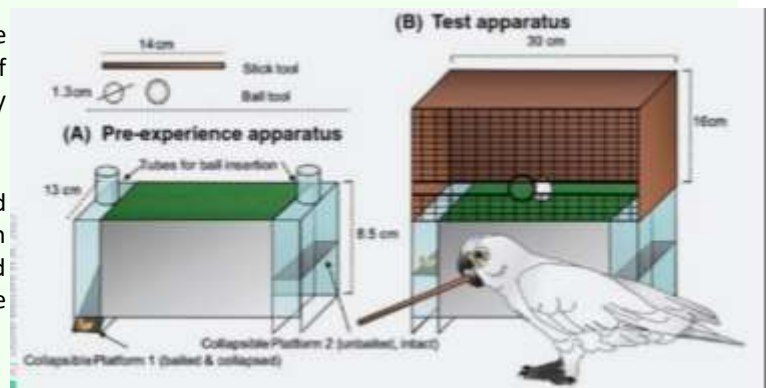 e
f
y
d
n
d
e
(B) Test apparatus
30 cm
14cm
Stick tool
1.3cm
Ball tool
16cm
(A) Pre-experience apparatus
Tubes for ball insertion
13 cm
8.5 cm
Collapsible Platform 2 (unbaited, intact)
Collapsible Platform 1 (baited & collapsed)